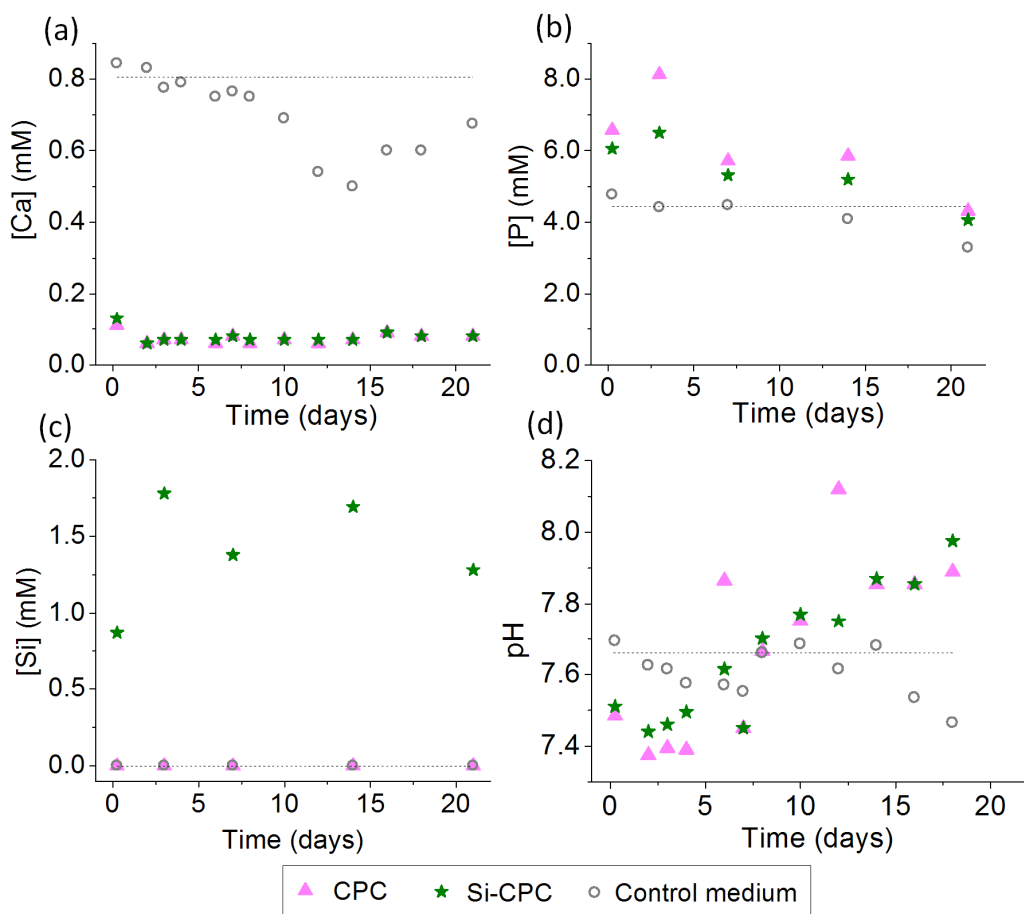 (a)
[Ca] (mM)
0.8
0.6
0.4
0.2
0.0
0 5 10 15 20
Time (days)
(b)
[P] (mM)
8.0
6.0
4.0
2.0
0.0
0 5 10 15 20
Time (days)
(c)
[Si] (mM)
2.0
1.5
1.0
0.5
0.0
0 5 10 15 20
Time (days)
(d)
pH
8.2
8.0
7.8
7.6
7.4
0 5 10 15 20
Time (days)
CPC Si-CPC Control medium